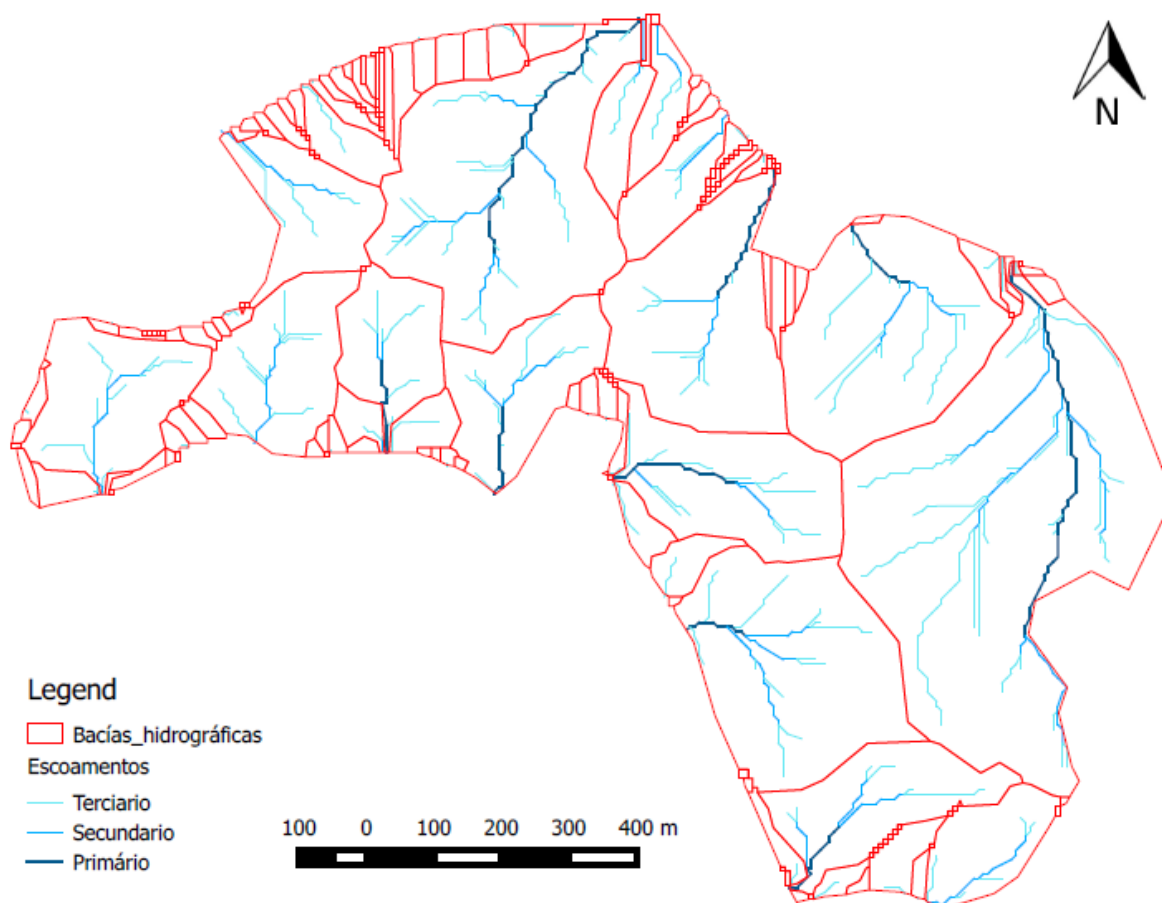 N
Legend
Bacías_hidrográficas
Escoamentos
Terciario
Secundario
Primário
100 0 100 200 300 400 m